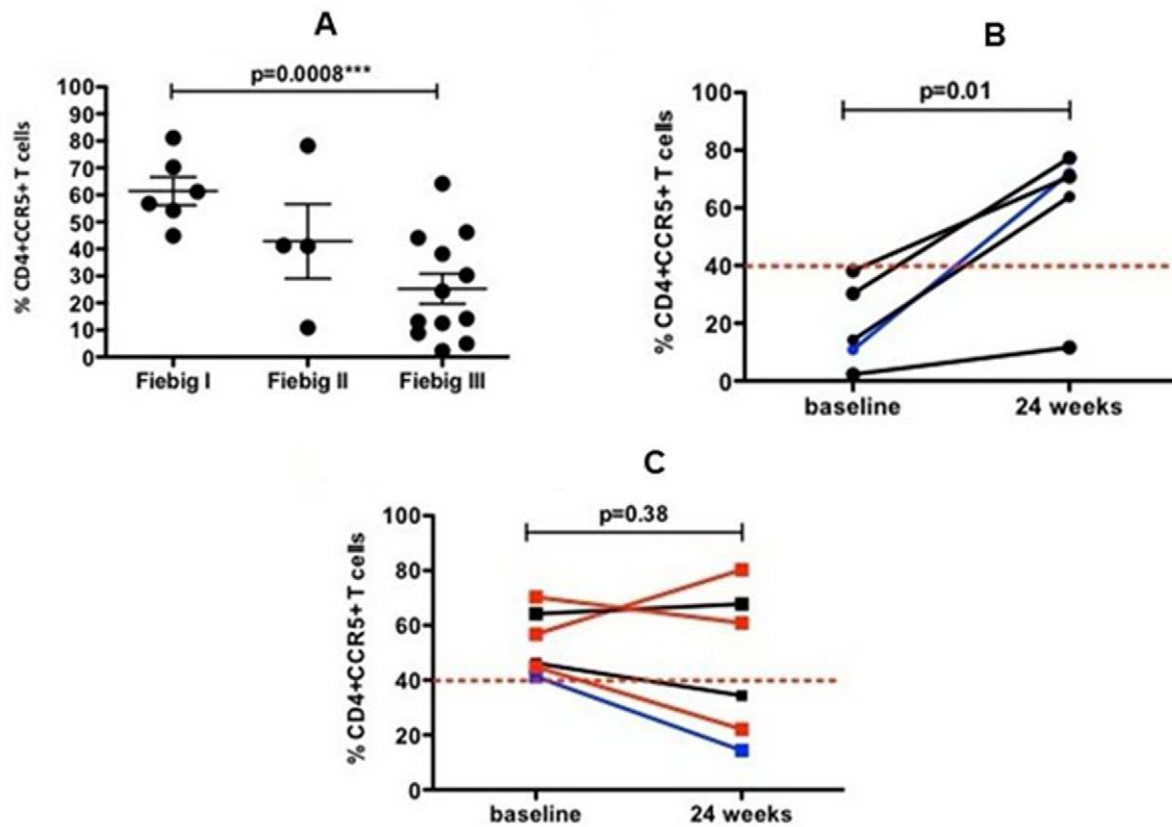 A
p=0.0008***
% CD4+CCR5+ T cells
100
90
80
70
60
50
40
30
20
10
0
Fiebig I
Fiebig II
Fiebig III
B
p=0.01
% CD4+CCR5+ T cells
100
80
60
40
20
0
baseline
24 weeks
C
p=0.38
% CD4+CCR5+ T cells
100
80
60
40
20
0
baseline
24 weeks